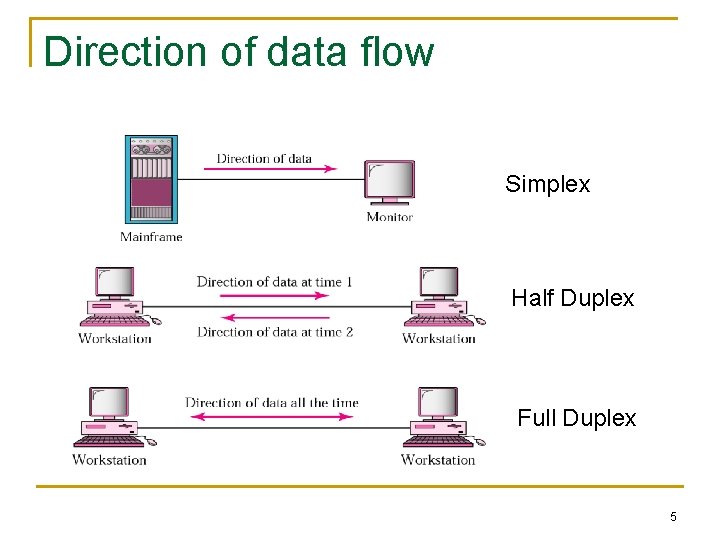 Direction of data flow
Direction of data
Simplex
Monitor
Mainframe
Direction of data at time 1
Half Duplex
Direction of data at time 2
Workstation
Workstation
Direction of data all the time
Full Duplex
Workstation
Workstation
5